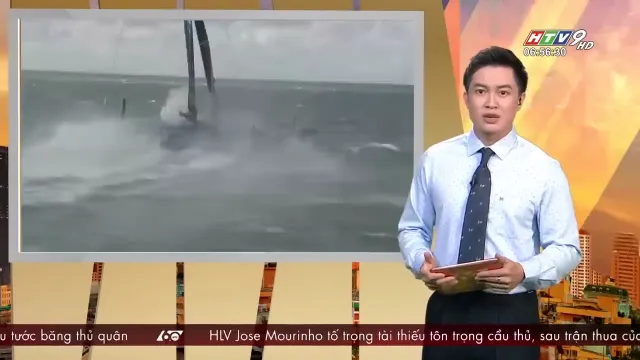 HTV9 HD
06:56:30
u tước băng thủ quân 60 HLV Jose Mourinho tố trọng tài thiếu tôn trọng cầu thủ, sau trận thua củ